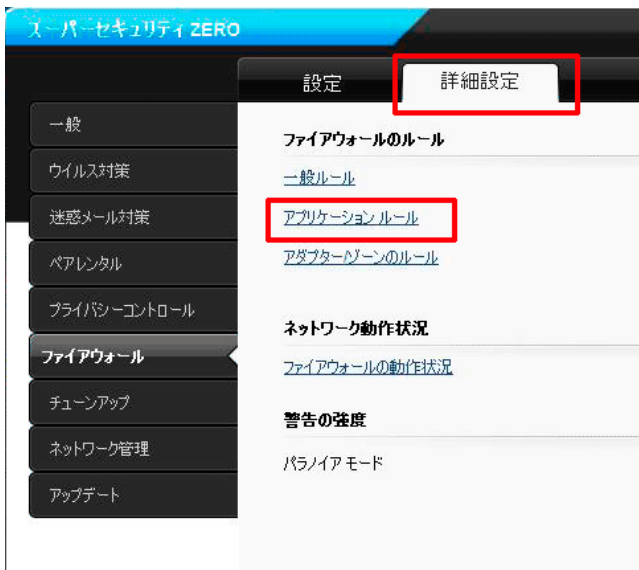 スーパーセキュリティ ZERO
設定
詳細設定
一般
ウイルス対策
迷惑メール対策
ペアレンタル
プライバシーコントロール
ファイアウォール
チューンアップ
ネットワーク管理
アップデート
ファイアウォールのルール
一般ルール
アプリケーション ルール
アダプター/ゾーンのルール
ネットワーク動作状況
ファイアウォールの動作状況
警告の強度
パラノイア モード